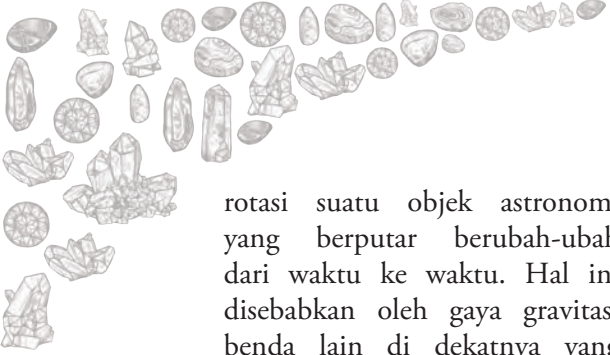 rotasi suatu objek astronom
yang berputar berubah-ubah
dari waktu ke waktu. Hal in
disebabkan oleh gaya gravitas
benda lain di dekatnya yang